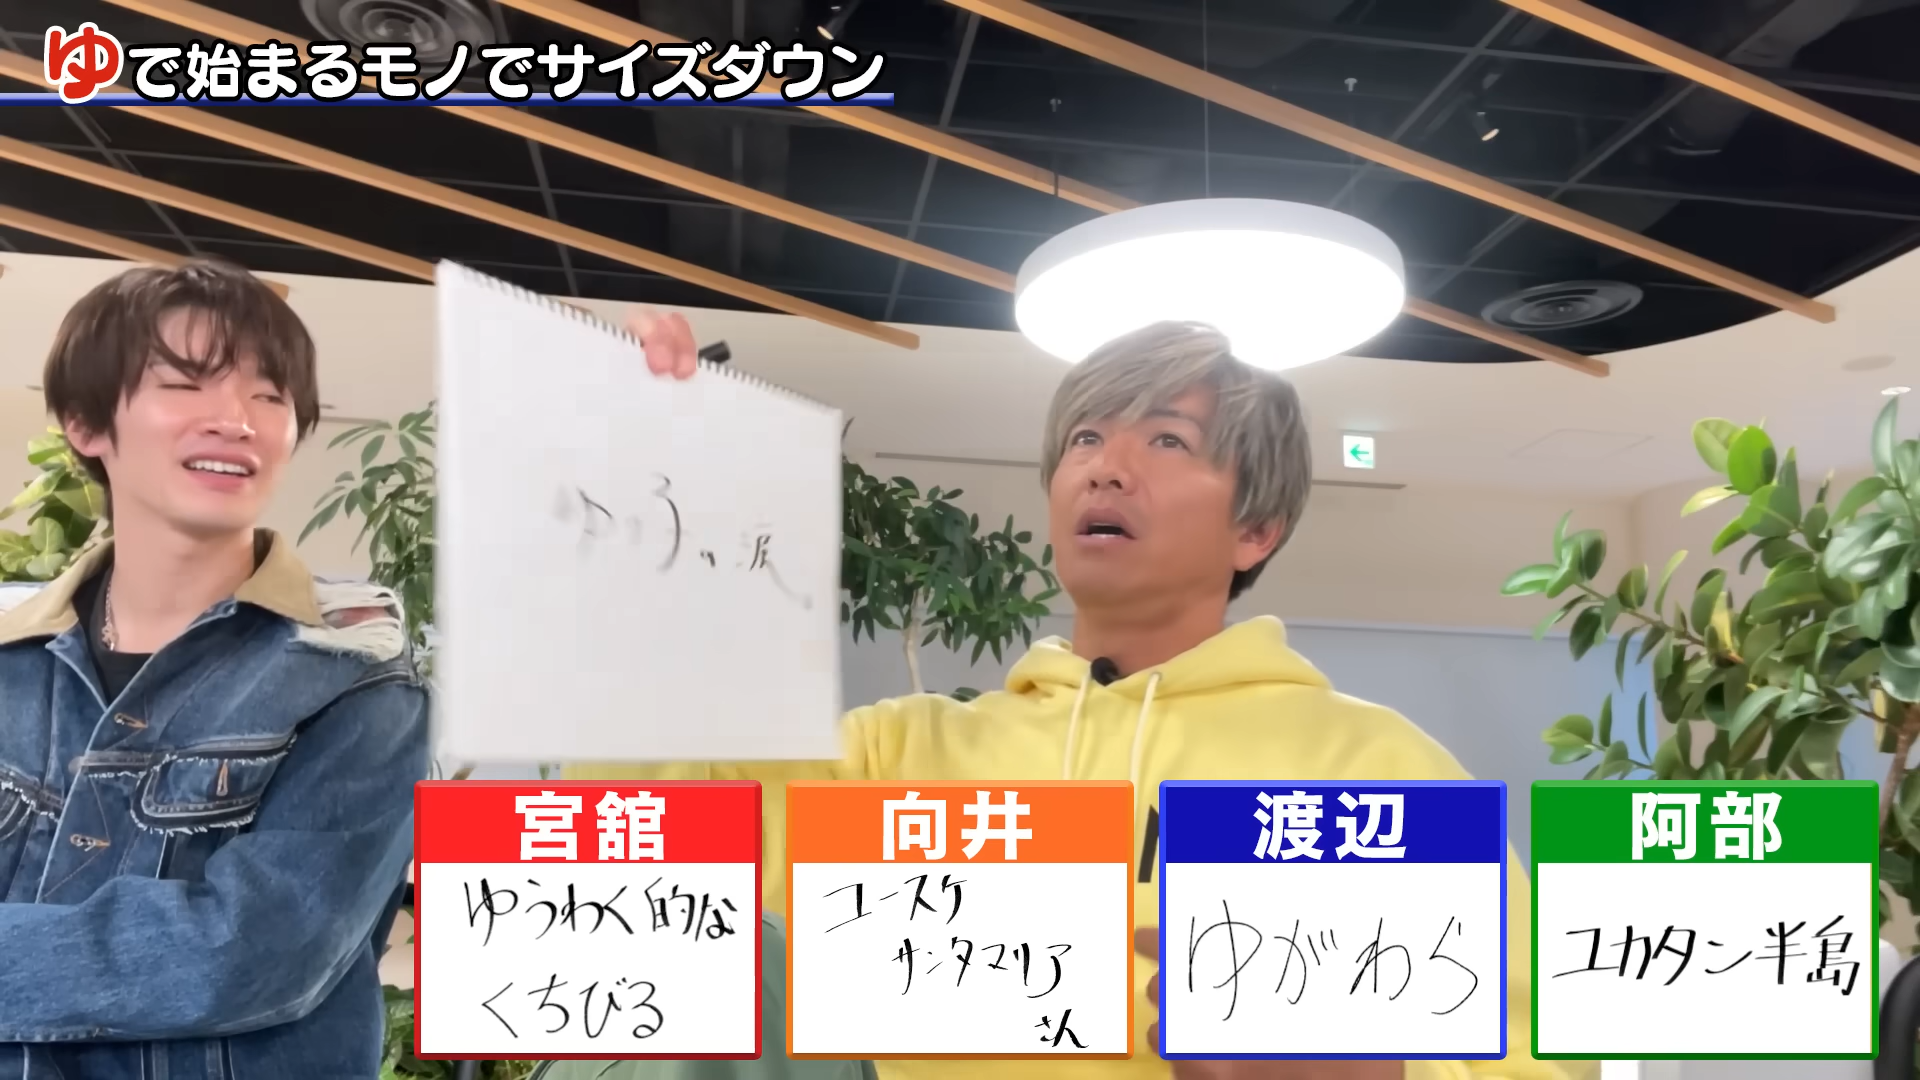 ゆで始まるモノでサイズダウン
宮舘
ゆうわく的な
くちびる
向井
ユースケ
サンタマリア
さん
渡辺
ゆがわら
阿部
ユカタン半島